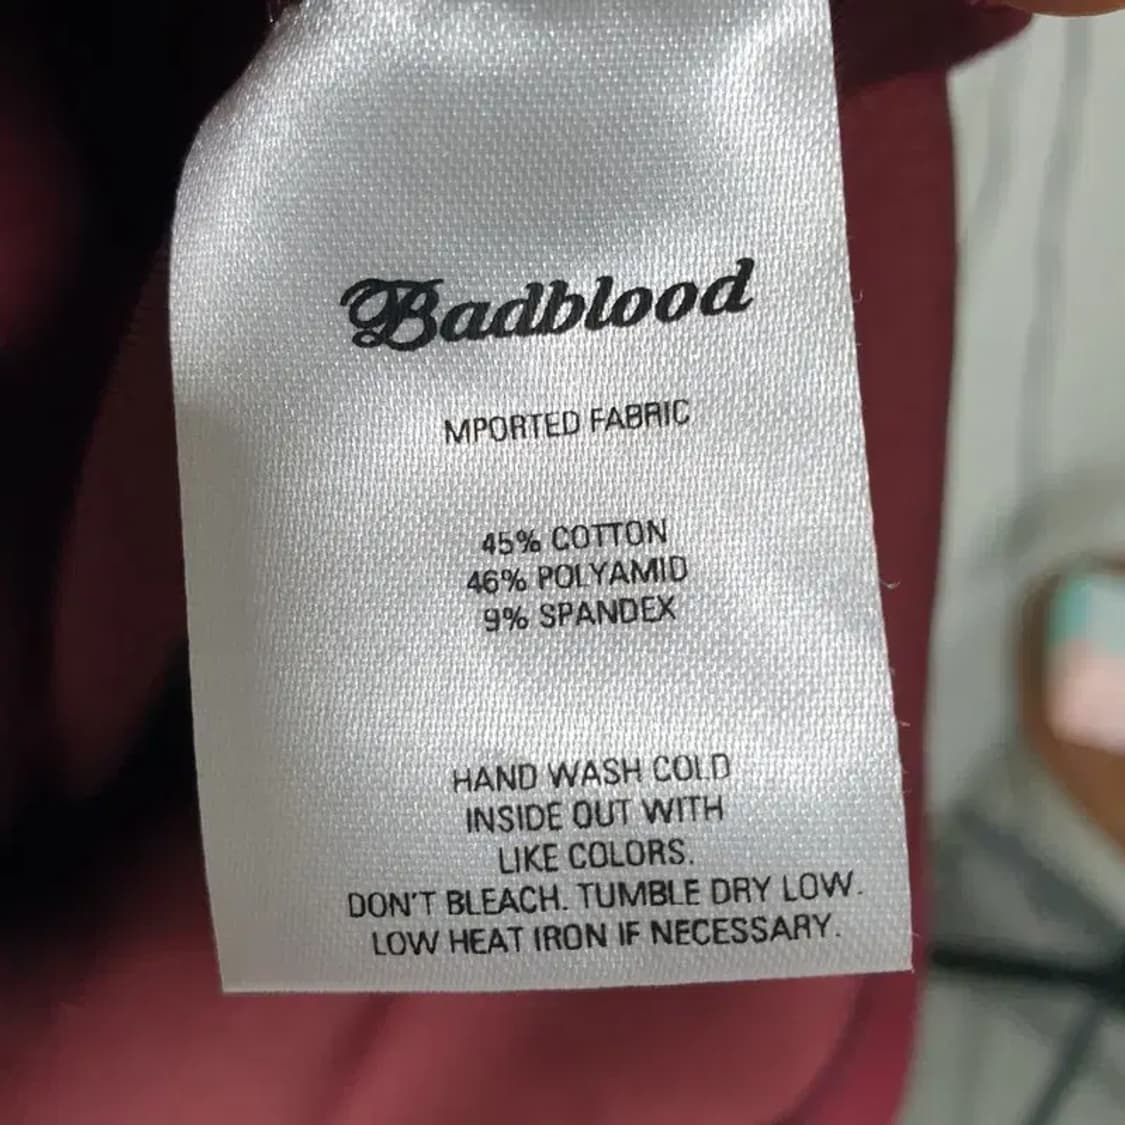 Badblood
MPORTED FABRIC
45% COTTON
46% POLYAMID
9% SPANDEX
HAND WASH COLD
INSIDE OUT WITH
LIKE COLORS.
DON'T BLEACH. TUMBLE DRY LOW.
LOW HEAT IRON IF NECESSARY.